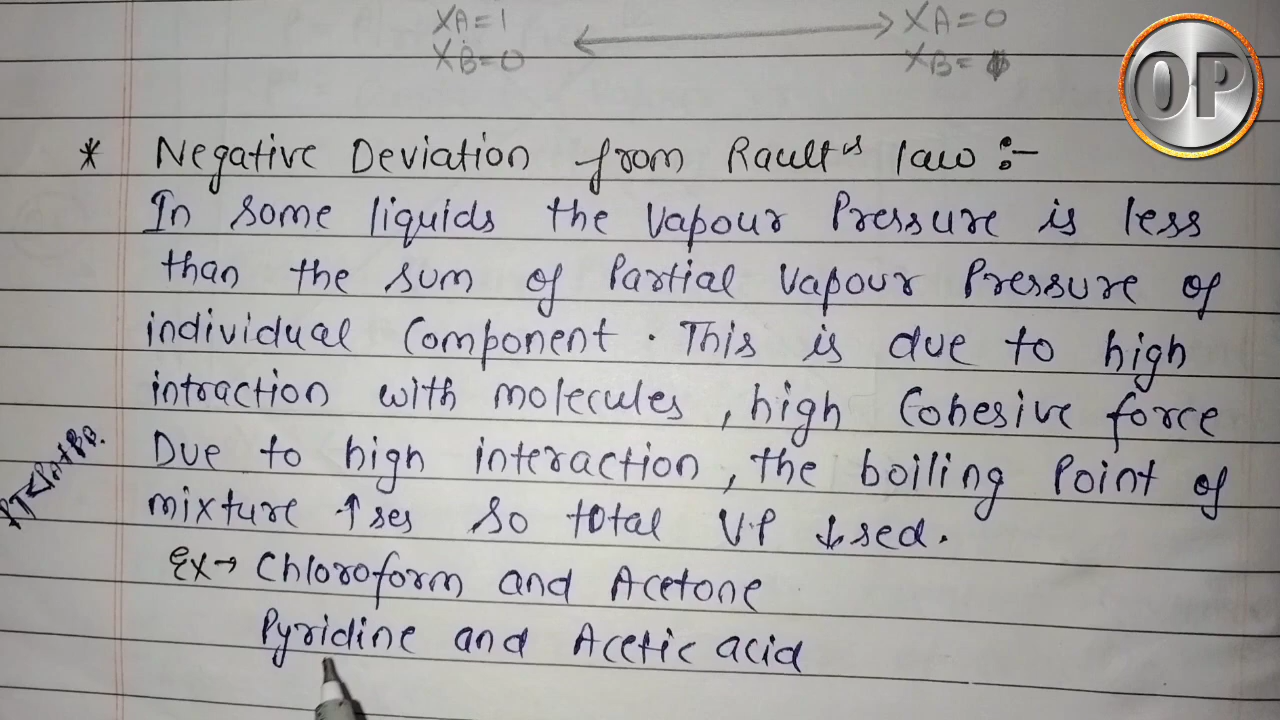 XA=1 XA=0
XB=0 XB=
OP
* Negative Deviation from Rault's law :-
In some liquids the Vapour Pressure is less
than the sum of Partial Vapour Pressure of
individual Component. This is due to high
intraction with molecules, high Cohesive force
Due to high interaction, the boiling Point of
mixture ↑ses so total V.P ↓sed.
Ex→ Chloroform and Acetone
Pyridine and Acetic acid